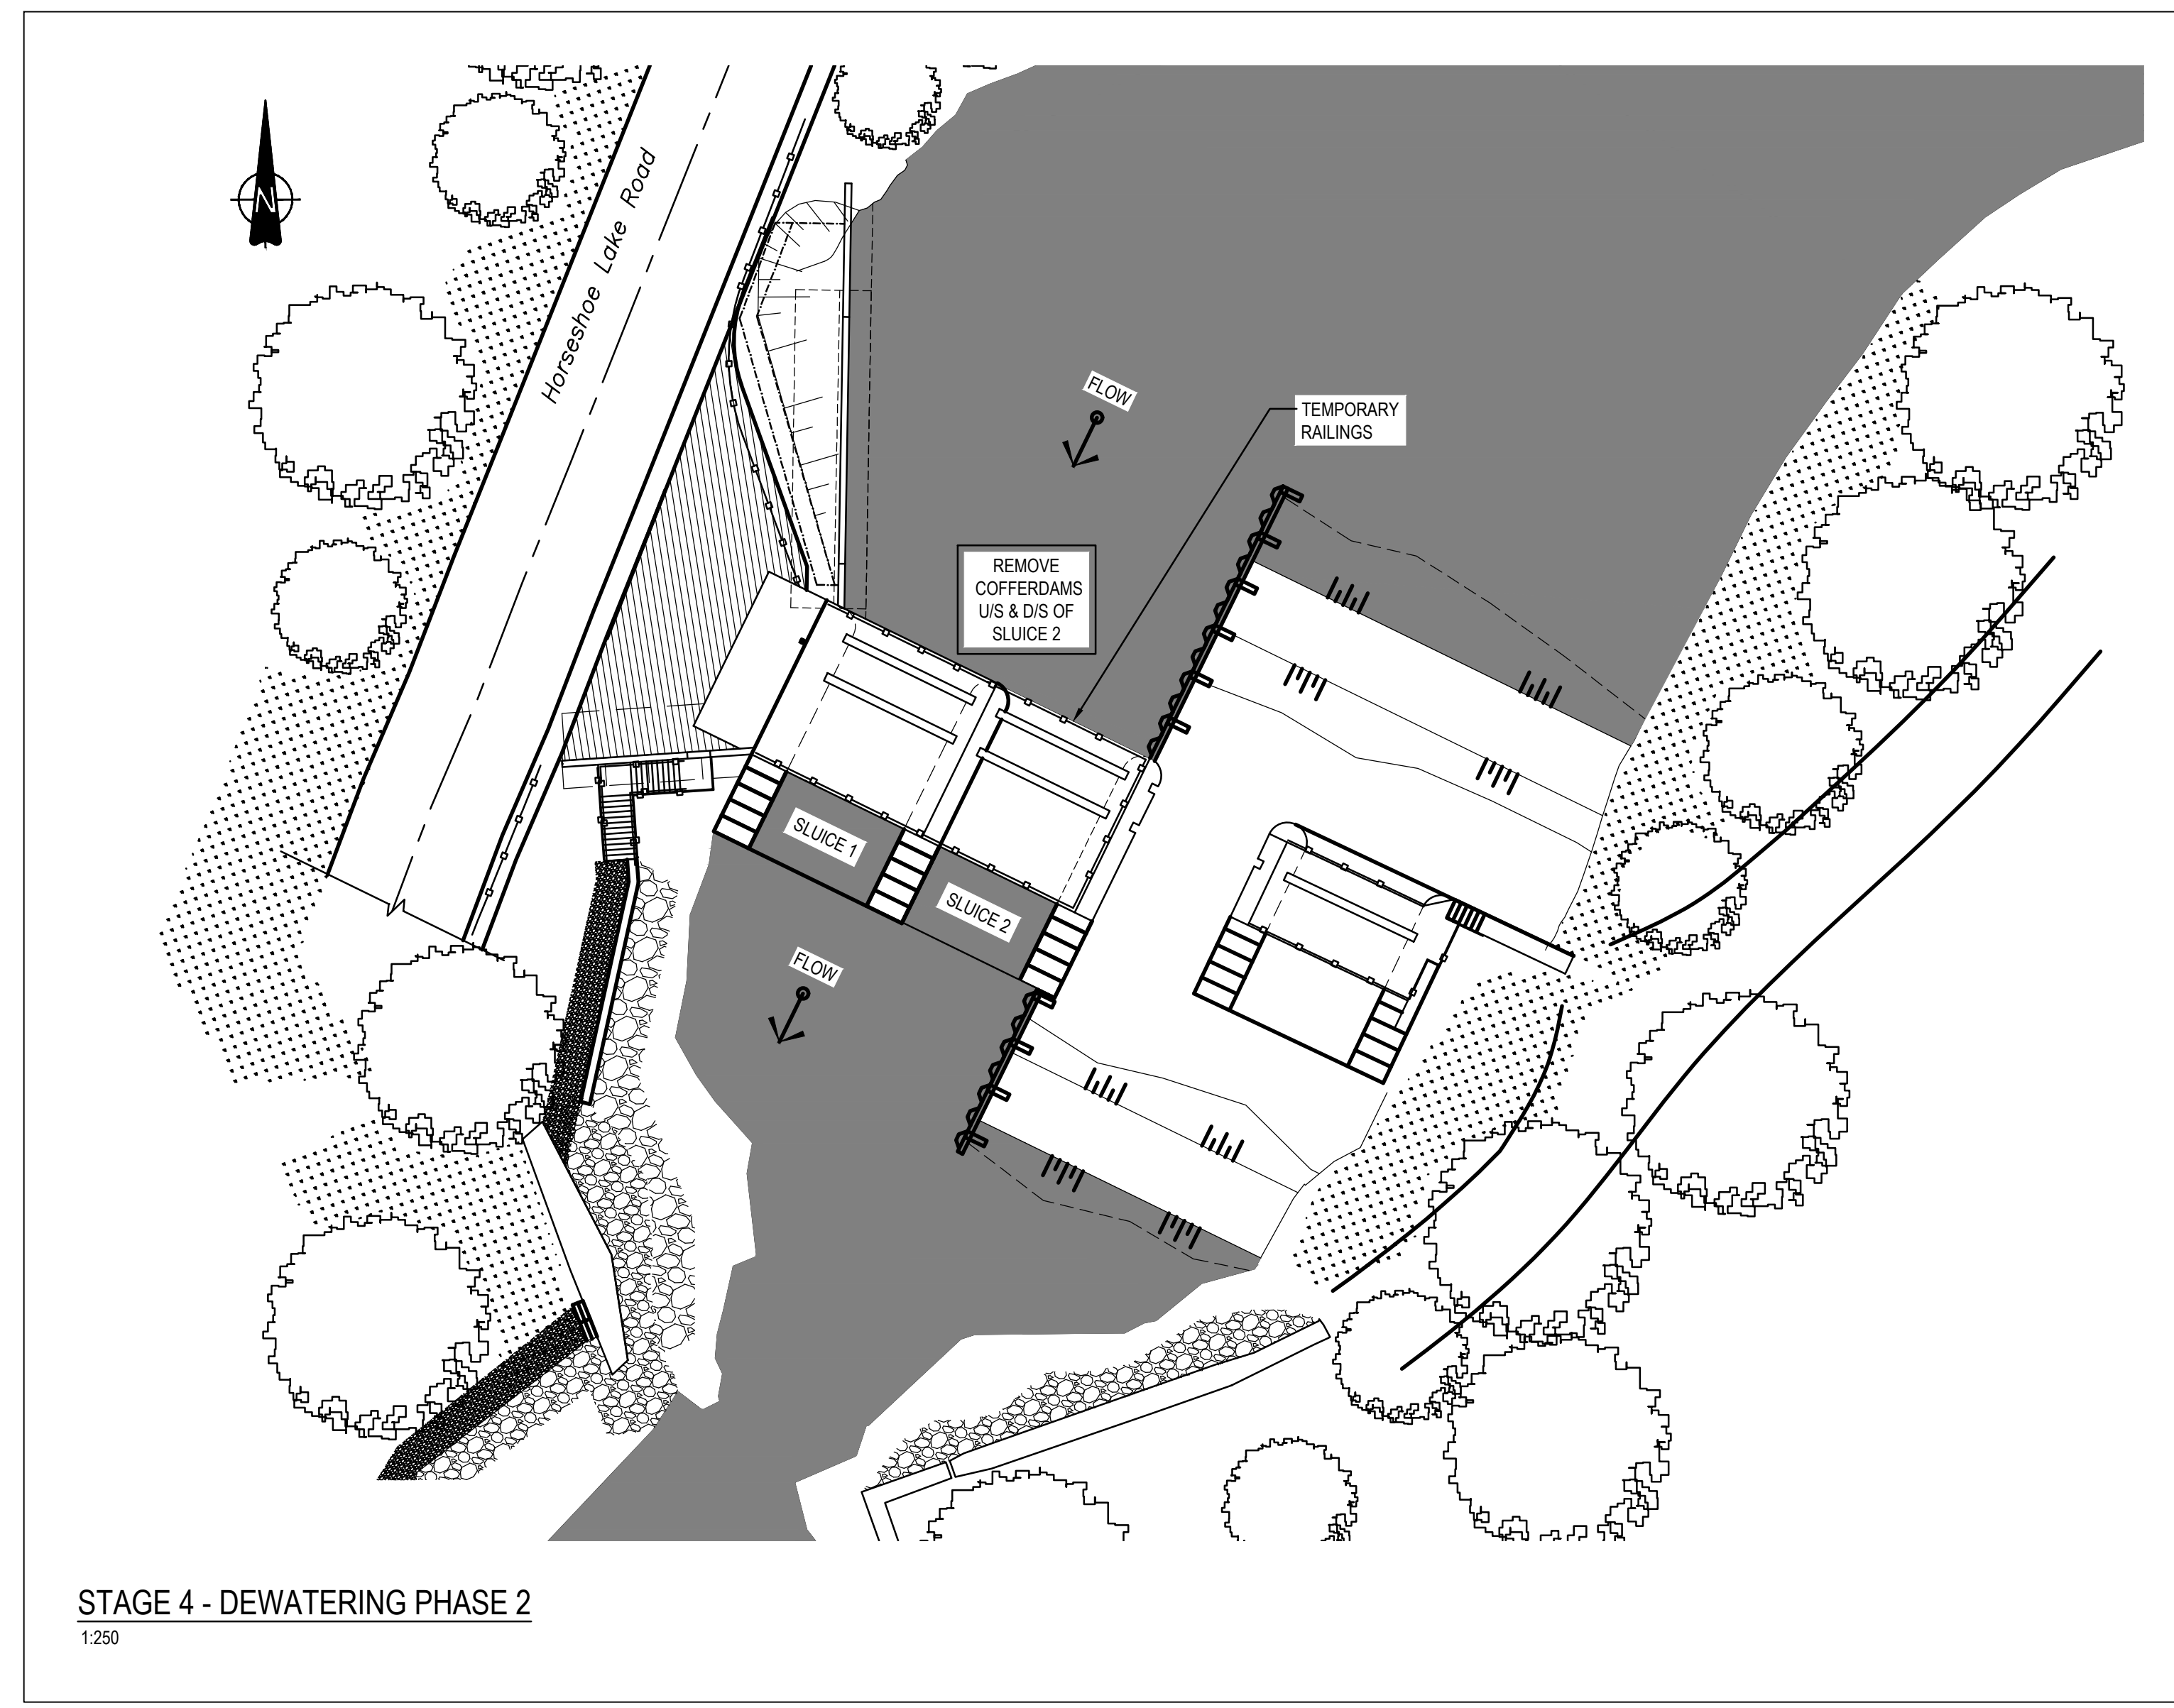 N
Horseshoe Lake Road
FLOW
TEMPORARY
RAILINGS
REMOVE
COFFERDAMS
U/S & D/S OF
SLUICE 2
SLUICE 1
SLUICE 2
FLOW
STAGE 4 - DEWATERING PHASE 2
1:250